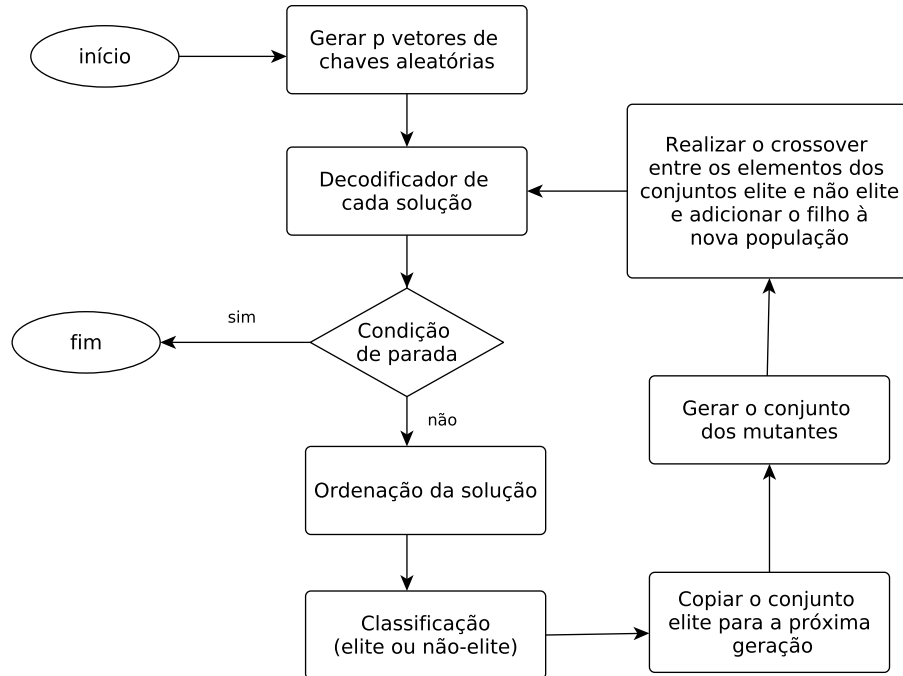 início
Gerar p vetores de
chaves aleatórias
Decodificador de
cada solução
Condição
de parada
sim
fim
não
Ordenação da solução
Classificação
(elite ou não-elite)
Copiar o conjunto
elite para a próxima
geração
Gerar o conjunto
dos mutantes
Realizar o crossover
entre os elementos dos
conjuntos elite e não elite
e adicionar o filho à
nova população